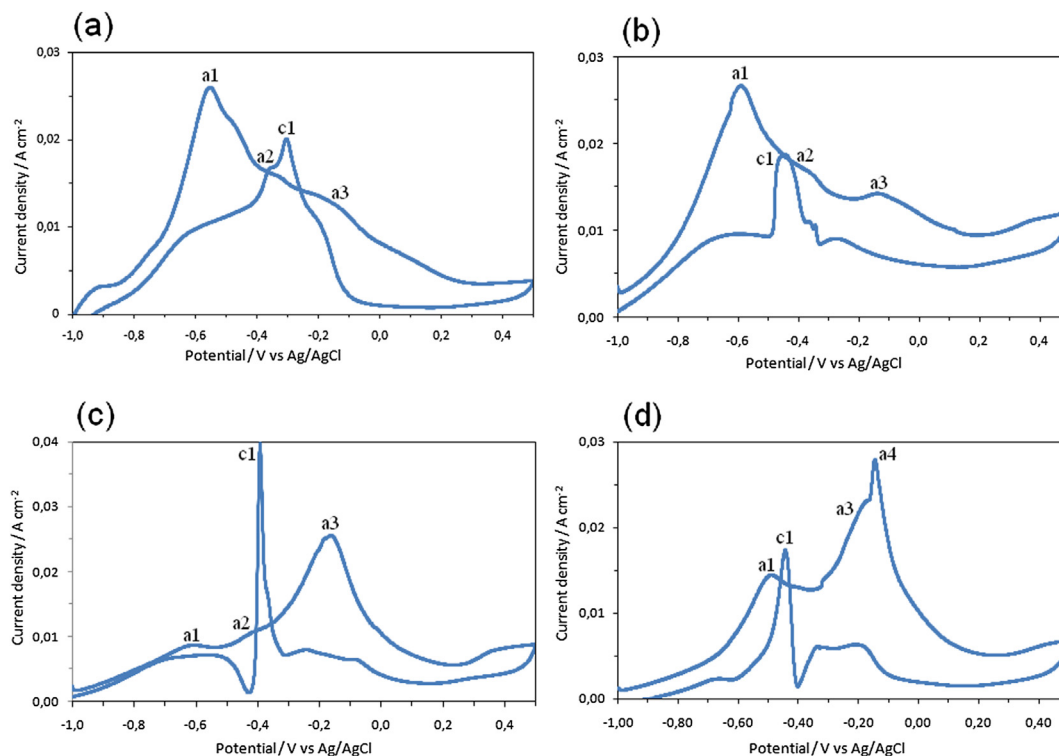 (a)
0,03
0,02
0,01
0
a1
a2
c1
a3
-1,0 -0,8 -0,6 -0,4 -0,2 0,0 0,2 0,4
Potential/ V vs Ag/AgCl
Current density / A cm-2
(b)
0,03
0,02
0,01
0,00
a1
c1
a2
a3
-1,0 -0,8 -0,6 -0,4 -0,2 0,0 0,2 0,4
Potential/ V vs Ag/AgCl
Current density / A cm-2
(c)
0,04
0,03
0,02
0,01
0,00
c1
a3
a2
a1
-1,0 -0,8 -0,6 -0,4 -0,2 0,0 0,2 0,4
Potential/ V vs Ag/AgCl
Current density / A cm-2
(d)
0,03
0,02
0,01
0,00
a4
a3
c1
a1
-1,00 -0,80 -0,60 -0,40 -0,20 0,00 0,20 0,40
Potential/ V vs Ag/AgCl
Current density / A cm-2